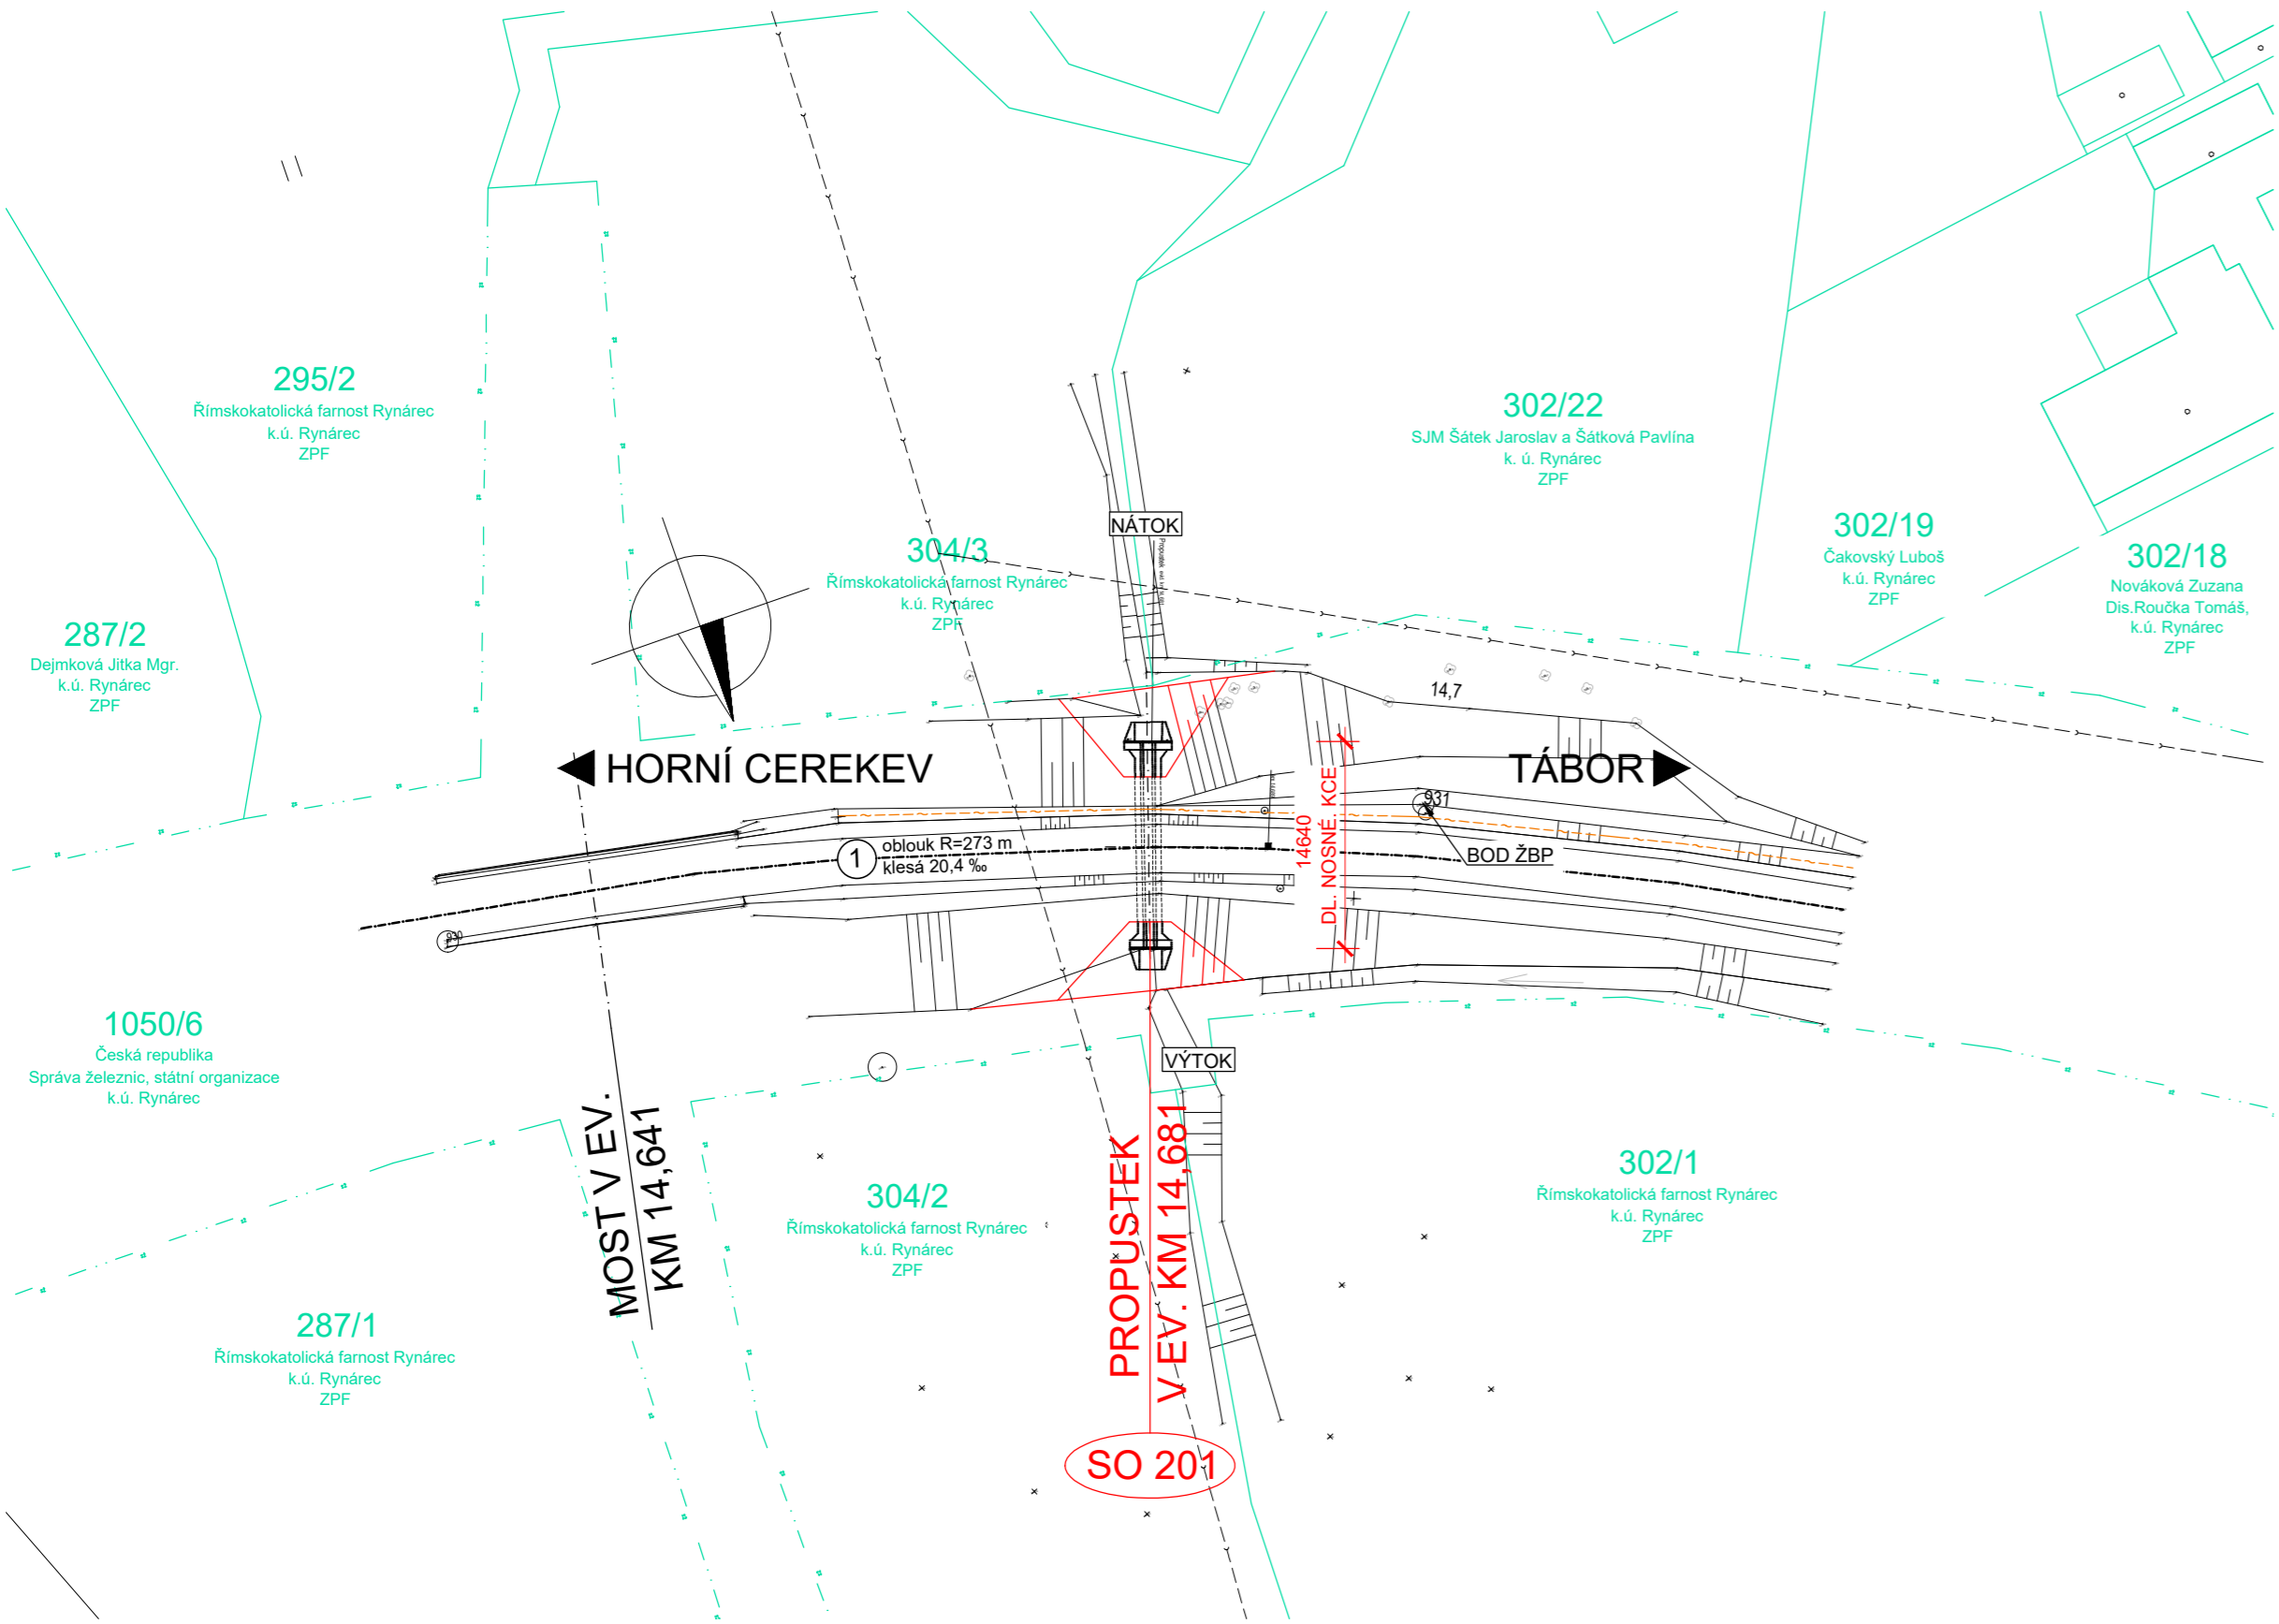 295/2
Římskokatolická farnost Rynárec
k.ú. Rynárec
ZPF
302/22
SJM Šátek Jaroslav a Šátková Pavlína
k. ú. Rynárec
ZPF
NÁTOK
304/3
Římskokatolická farnost Rynárec
k.ú. Rynárec
ZPF
302/19
Čakovský Luboš
k.ú. Rynárec
ZPF
302/18
Nováková Zuzana
Dis.Roučka Tomáš,
k.ú. Rynárec
ZPF
287/2
Dejmková Jitka Mgr.
k.ú. Rynárec
ZPF
14,7
HORNÍ CEREKEV
TÁBOR
931
1
oblouk R=273 m
klesá 20,4 ‰
14640
DL. NOSNÉ. KCE
BOD ŽBP
930
1050/6
Česká republika
Správa železnic, státní organizace
k.ú. Rynárec
VÝTOK
MOST V EV.
KM 14,641
PROPUSTEK
V EV. KM 14,681
304/2
Římskokatolická farnost Rynárec
k.ú. Rynárec
ZPF
302/1
Římskokatolická farnost Rynárec
k.ú. Rynárec
ZPF
287/1
Římskokatolická farnost Rynárec
k.ú. Rynárec
ZPF
SO 201